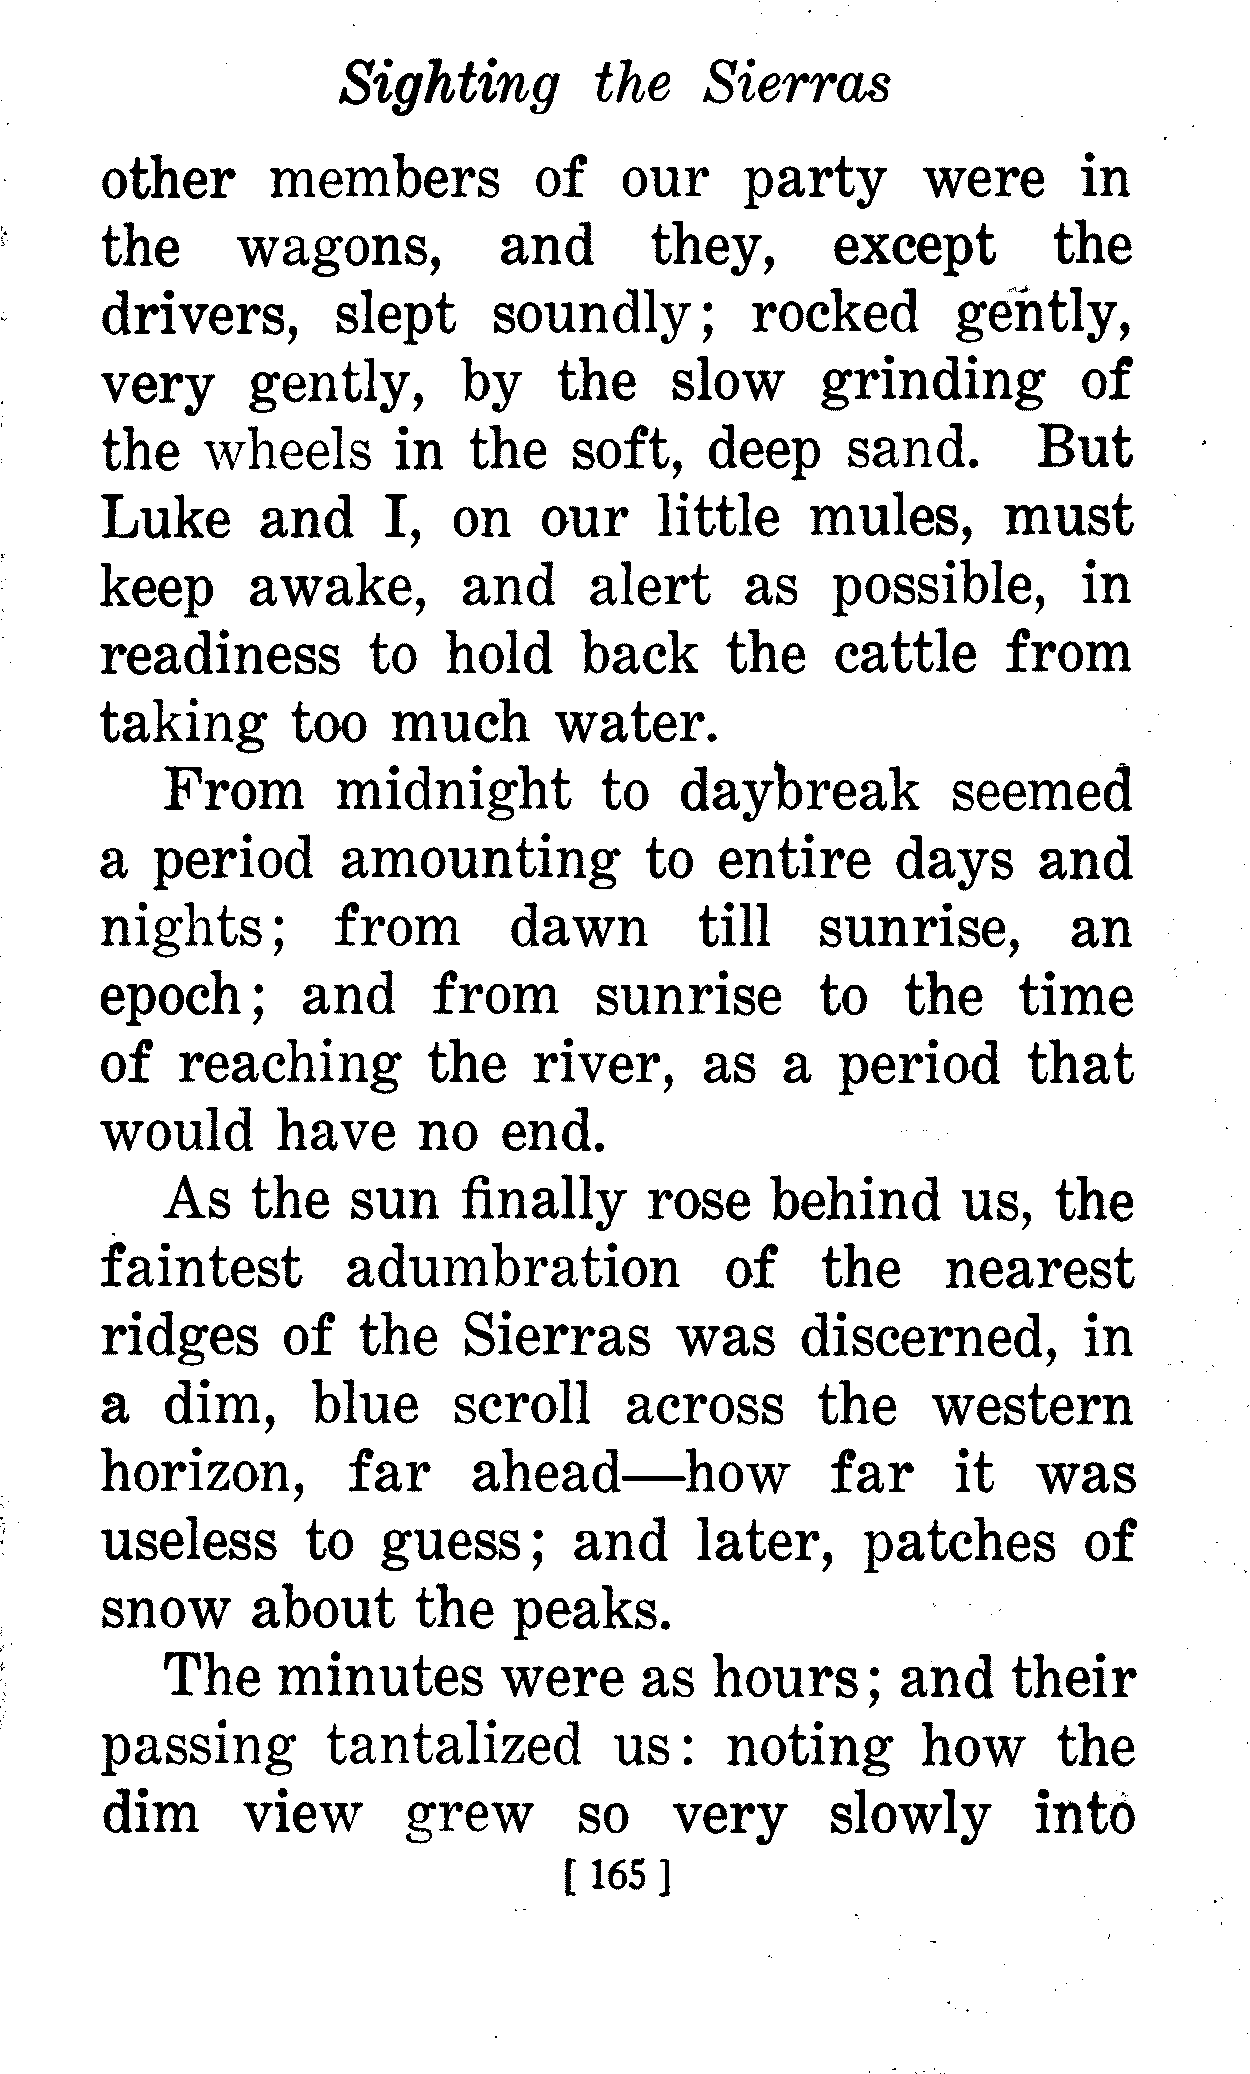 Sighting the Sierras
other members of our party were in
the wagons, and they, except the
drivers, slept soundly; rocked gently,
very gently, by the slow grinding of
the wheels in the soft, deep sand. But
Luke and I, on our little mules, must
keep awake, and alert as possible, in
readiness to hold back the cattle from
taking too much water.
From midnight to daybreak seemed
a period amounting to entire days and
nights; from dawn till sunrise, an
epoch; and from sunrise to the time
of reaching the river, as a period that
would have no end.
As the sun finally rose behind us, the
faintest adumbration of the nearest
ridges of the Sierras was discerned, in
a dim, blue scroll across the western
horizon, far ahead—how far it was
useless to guess; and later, patches of
snow about the peaks.
The minutes were as hours; and their
passing tantalized us: noting how the
dim view grew so very slowly into
[ 165 ]